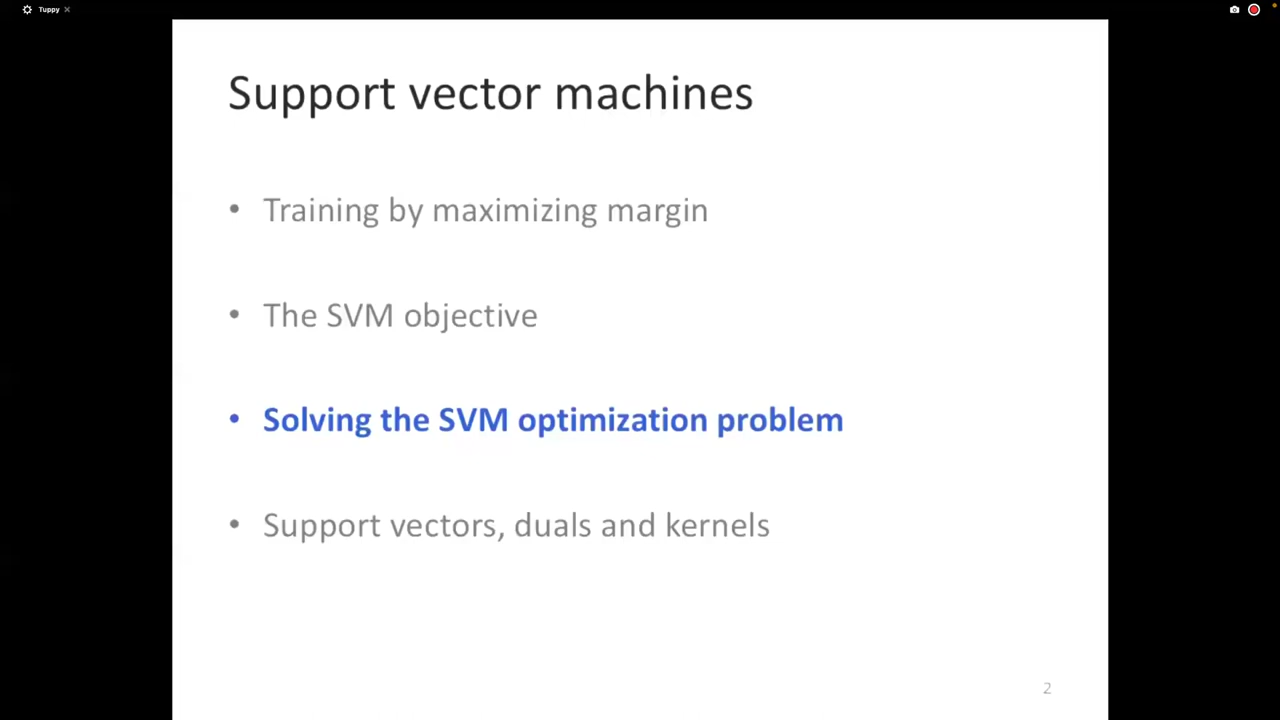 Tuppy
Support vector machines
• Training by maximizing margin
• The SVM objective
• Solving the SVM optimization problem
• Support vectors, duals and kernels
2